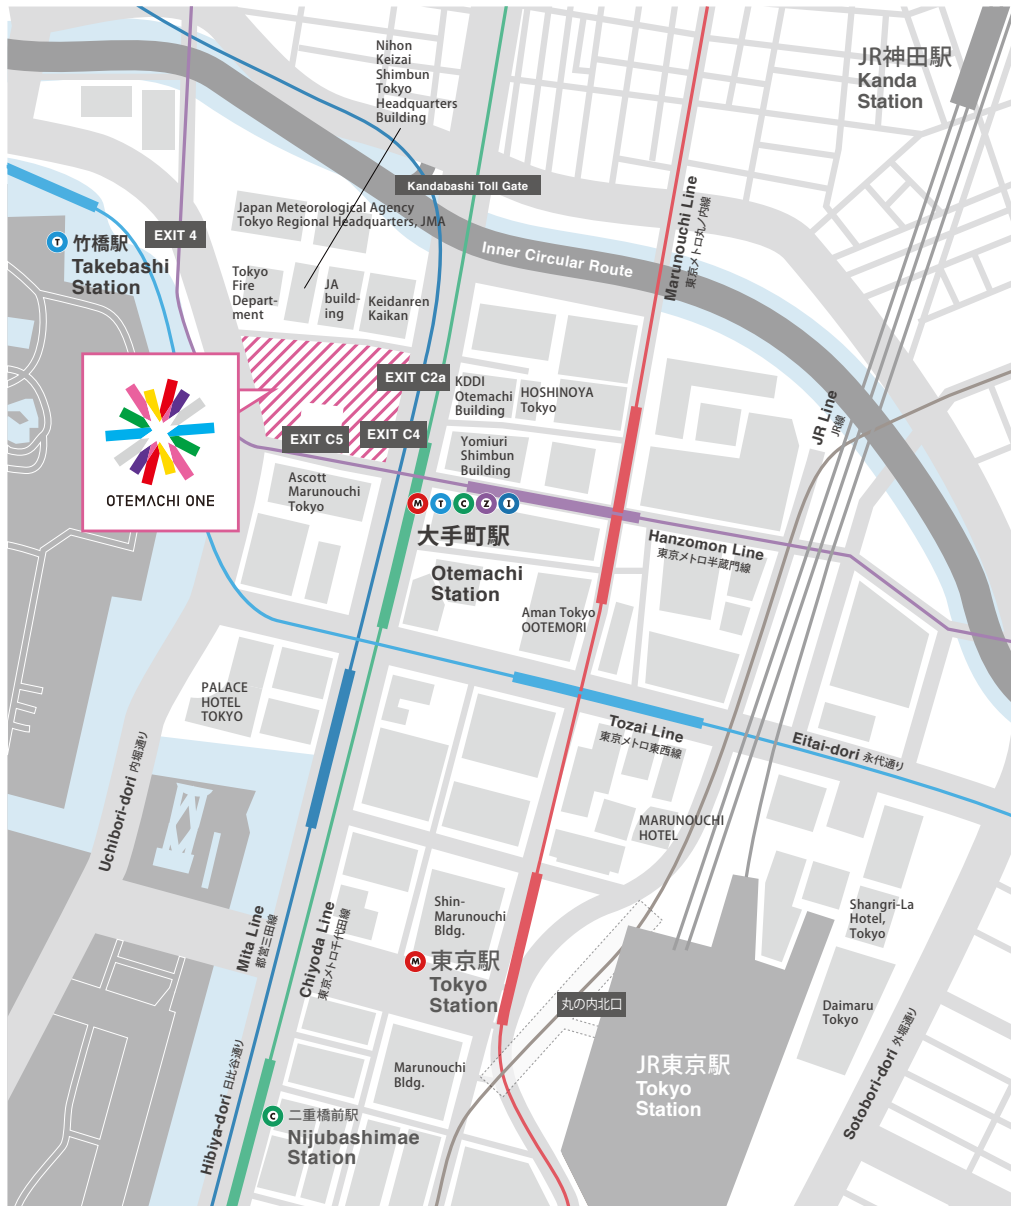 Nihon
Keizai
Shimbun
Tokyo
Headquarters
Building
JR神田駅
Kanda
Station
Kandabashi Toll Gate
Japan Meteorological Agency
Tokyo Regional Headquarters, JMA
EXIT 4
T
竹橋駅
Takebashi
Station
Inner Circular Route
Marunouchi Line
東京メトロ丸ノ内線
Tokyo
Fire
Depart-
ment
JA
build-
ing
Keidanren
Kaikan
EXIT C2a
KDDI
Otemachi
Building
HOSHINOYA
Tokyo
JR Line
JR線
EXIT C5
EXIT C4
Yomiuri
Shimbun
Building
OTEMACHI ONE
Ascott
Marunouchi
Tokyo
M T C Z I
大手町駅
Otemachi
Station
Hanzomon Line
東京メトロ半蔵門線
Aman Tokyo
OOTEMORI
PALACE
HOTEL
TOKYO
Tozai Line
東京メトロ東西線
Eitai-dori 永代通り
Uchibori-dori 内堀通り
MARUNOUCHI
HOTEL
Shin-
Marunouchi
Bldg.
Shangri-La
Hotel,
Tokyo
Mita Line
都営三田線
Chiyoda Line
東京メトロ千代田線
M
東京駅
Tokyo
Station
丸の内北口
Daimaru
Tokyo
Marunouchi
Bldg.
JR東京駅
Tokyo
Station
Sotobori-dori 外堀通り
Hibiya-dori 日比谷通り
C
二重橋前駅
Nijubashimae
Station